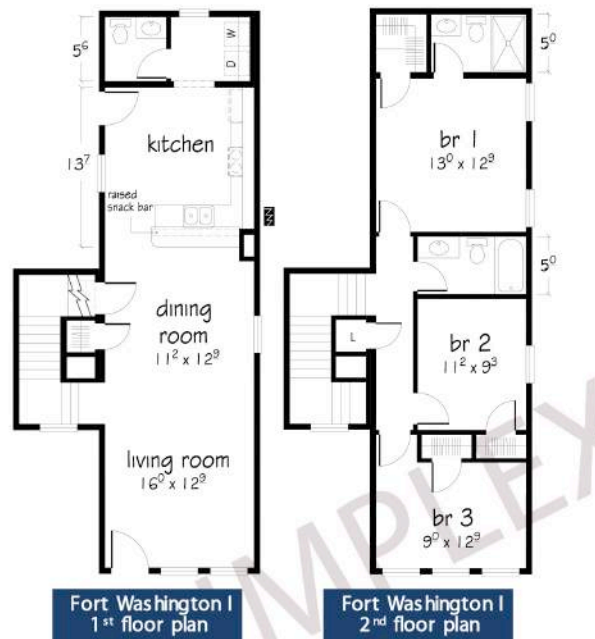 5⁶
W
D
13⁷
kitchen
raised
snack bar
dining
room
11² x 12⁹
living room
16⁰ x 12⁹
Fort Washington I
1ˢᵗ floor plan
5⁰
br 1
13⁰ x 12⁹
5⁰
L
br 2
11² x 9³
br 3
9⁰ x 12⁹
Fort Washington I
2ⁿᵈ floor plan
IMPLEX